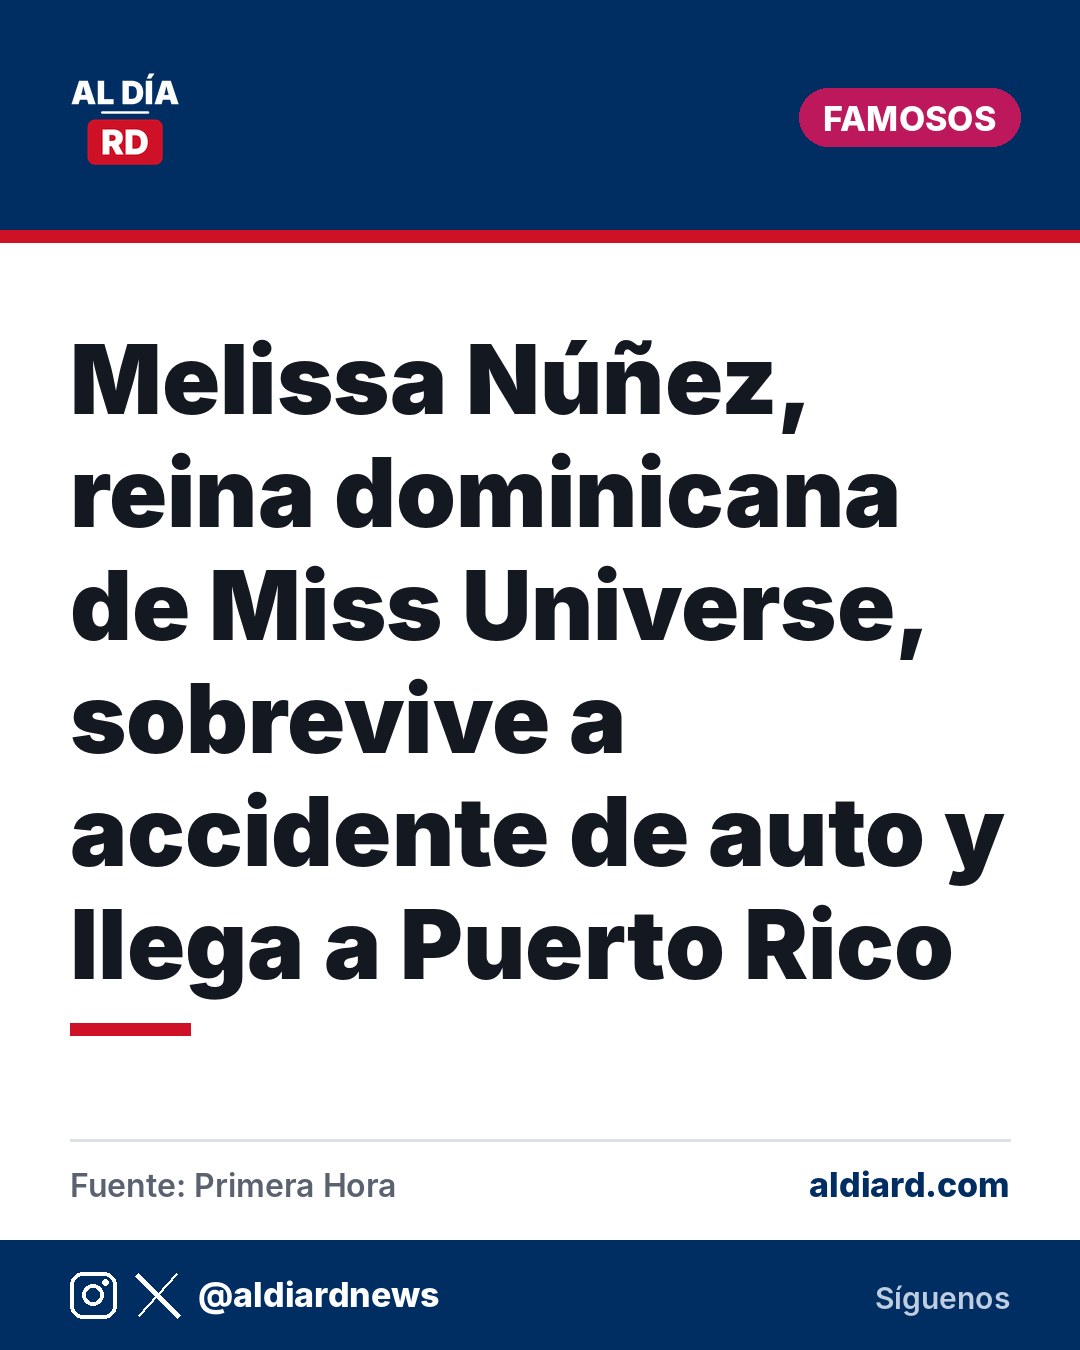 AL DÍA
RD
FAMOSOS
Melissa Núñez,
reina dominicana
de Miss Universe,
sobrevive a
accidente de auto y
llega a Puerto Rico
Fuente: Primera Hora
aldiard.com
@aldiardnews
Síguenos